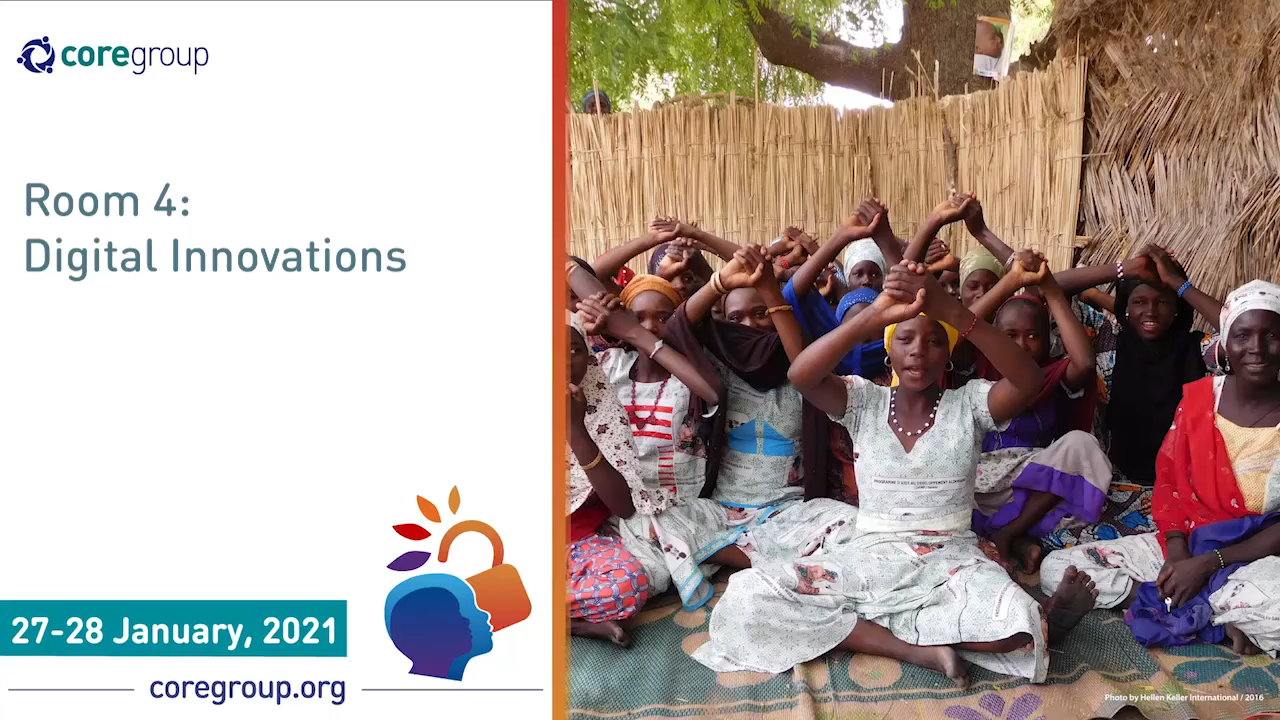 coregroup
Room 4:
Digital Innovations
27-28 January, 2021
coregroup.org
Photo by Hellen Keller International / 2016